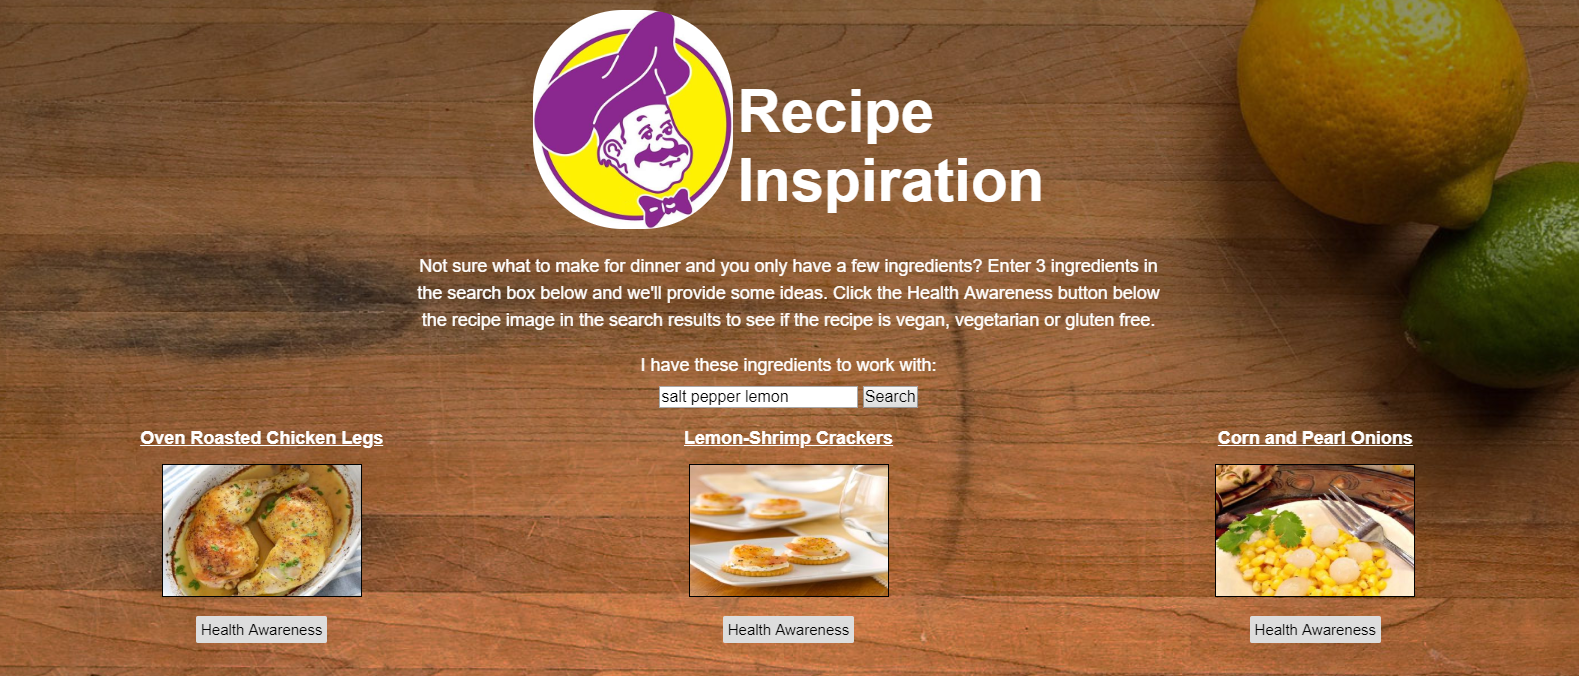 Recipe
Inspiration
Not sure what to make for dinner and you only have a few ingredients? Enter 3 ingredients in
the search box below and we'll provide some ideas. Click the Health Awareness button below
the recipe image in the search results to see if the recipe is vegan, vegetarian or gluten free.
I have these ingredients to work with:
salt pepper lemon Search
Oven Roasted Chicken Legs
Lemon-Shrimp Crackers
Corn and Pearl Onions
Health Awareness
Health Awareness
Health Awareness